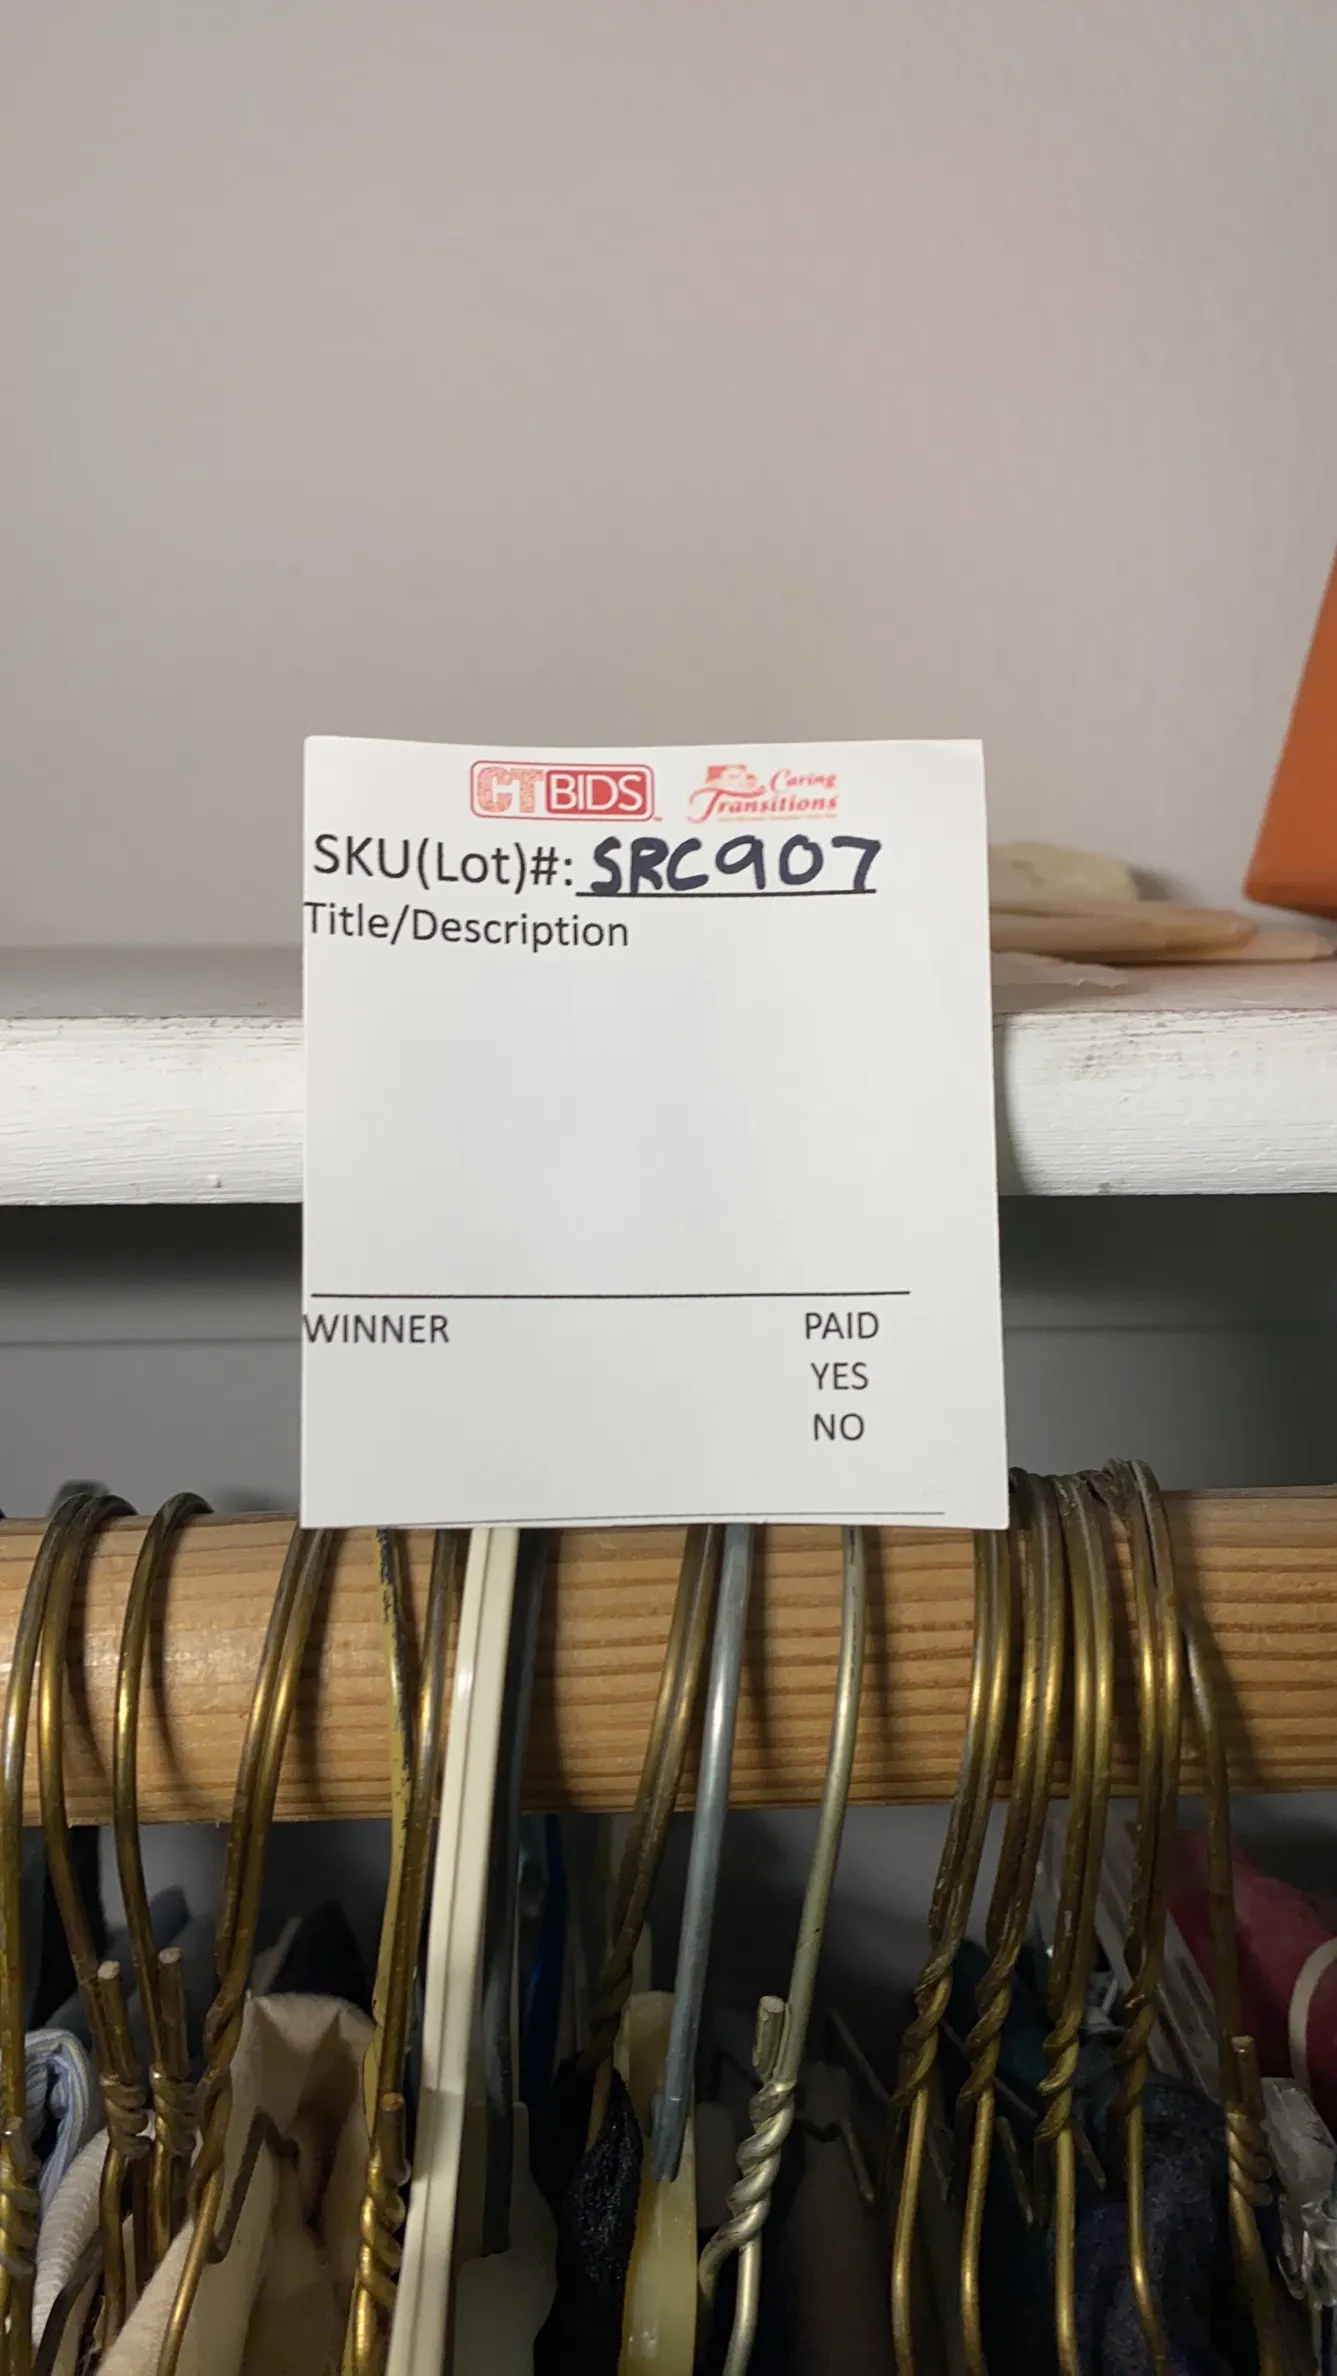 CTBIDS Caring Transitions
SKU(Lot)#: SRC907
Title/Description
WINNER PAID
YES
NO